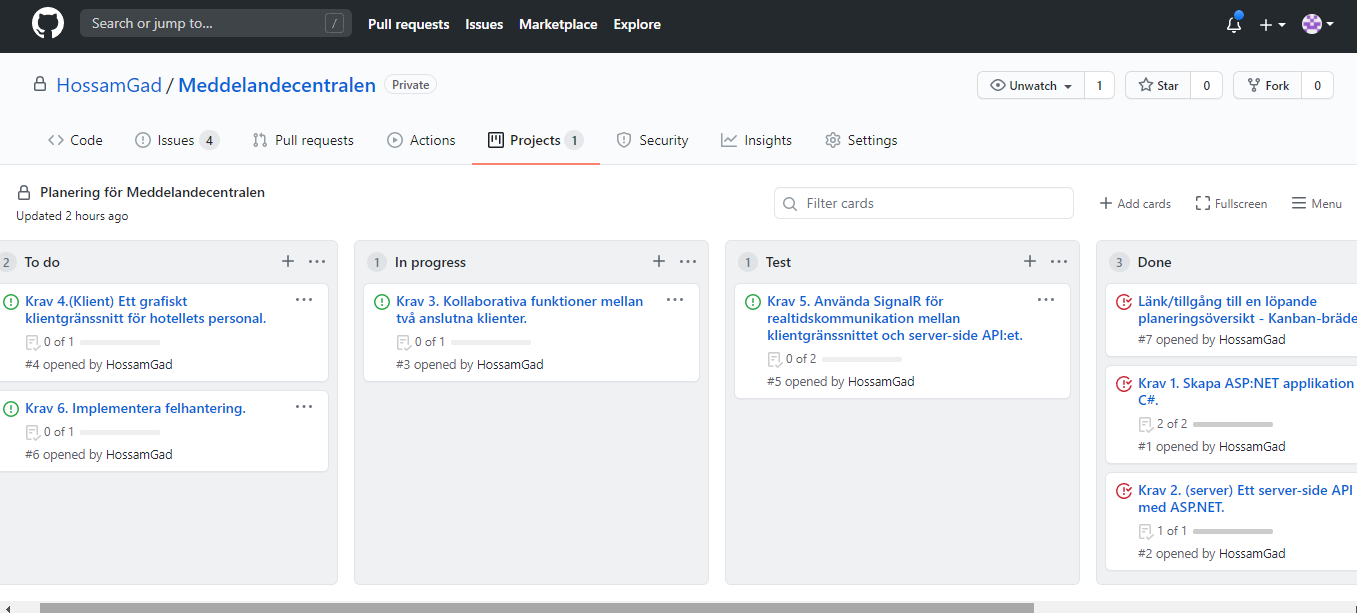 Search or jump to... /
Pull requests Issues Marketplace Explore
HossamGad / Meddelandecentralen Private
Unwatch 1 Star 0 Fork 0
Code Issues 4 Pull requests Actions Projects 1 Security Insights Settings
Planering för Meddelandecentralen
Updated 2 hours ago
Filter cards Add cards Fullscreen Menu
2 To do
Krav 4.(Klient) Ett grafiskt
klientgränssnitt för hotellets personal.
0 of 1
#4 opened by HossamGad
Krav 6. Implementera felhantering.
0 of 1
#6 opened by HossamGad
1 In progress
Krav 3. Kollaborativa funktioner mellan
två anslutna klienter.
0 of 1
#3 opened by HossamGad
1 Test
Krav 5. Använda SignalR för
realtidskommunikation mellan
klientgränssnittet och server-side API:et.
0 of 2
#5 opened by HossamGad
3 Done
Länk/tillgång till en löpande
planeringsöversikt - Kanban-bräde
#7 opened by HossamGad
Krav 1. Skapa ASP:NET applikation
C#.
2 of 2
#1 opened by HossamGad
Krav 2. (server) Ett server-side API
med ASP.NET.
1 of 1
#2 opened by HossamGad